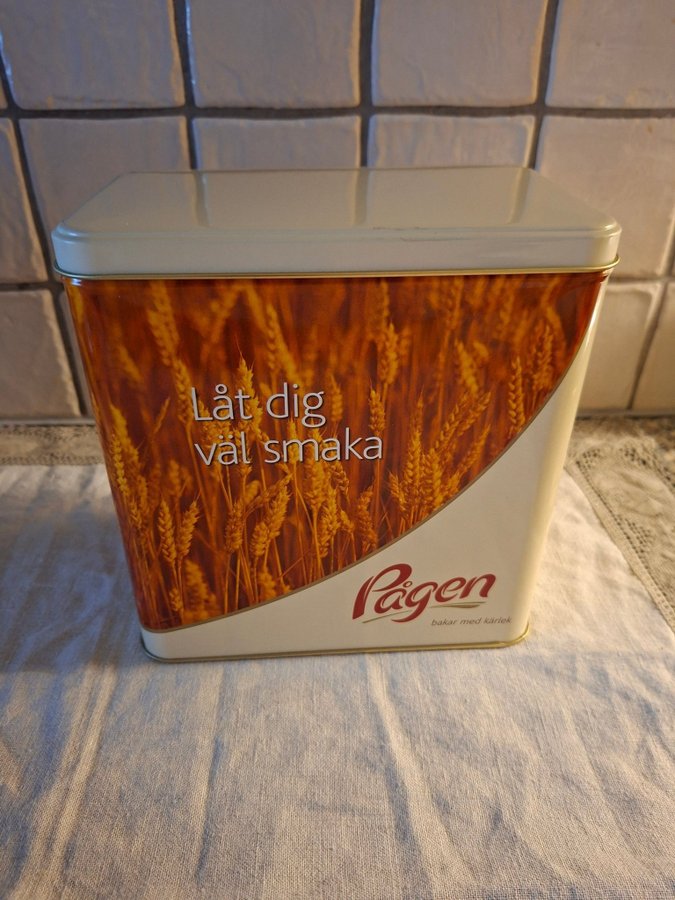 Låt dig
väl smaka
Pågen
bakar med kärlek